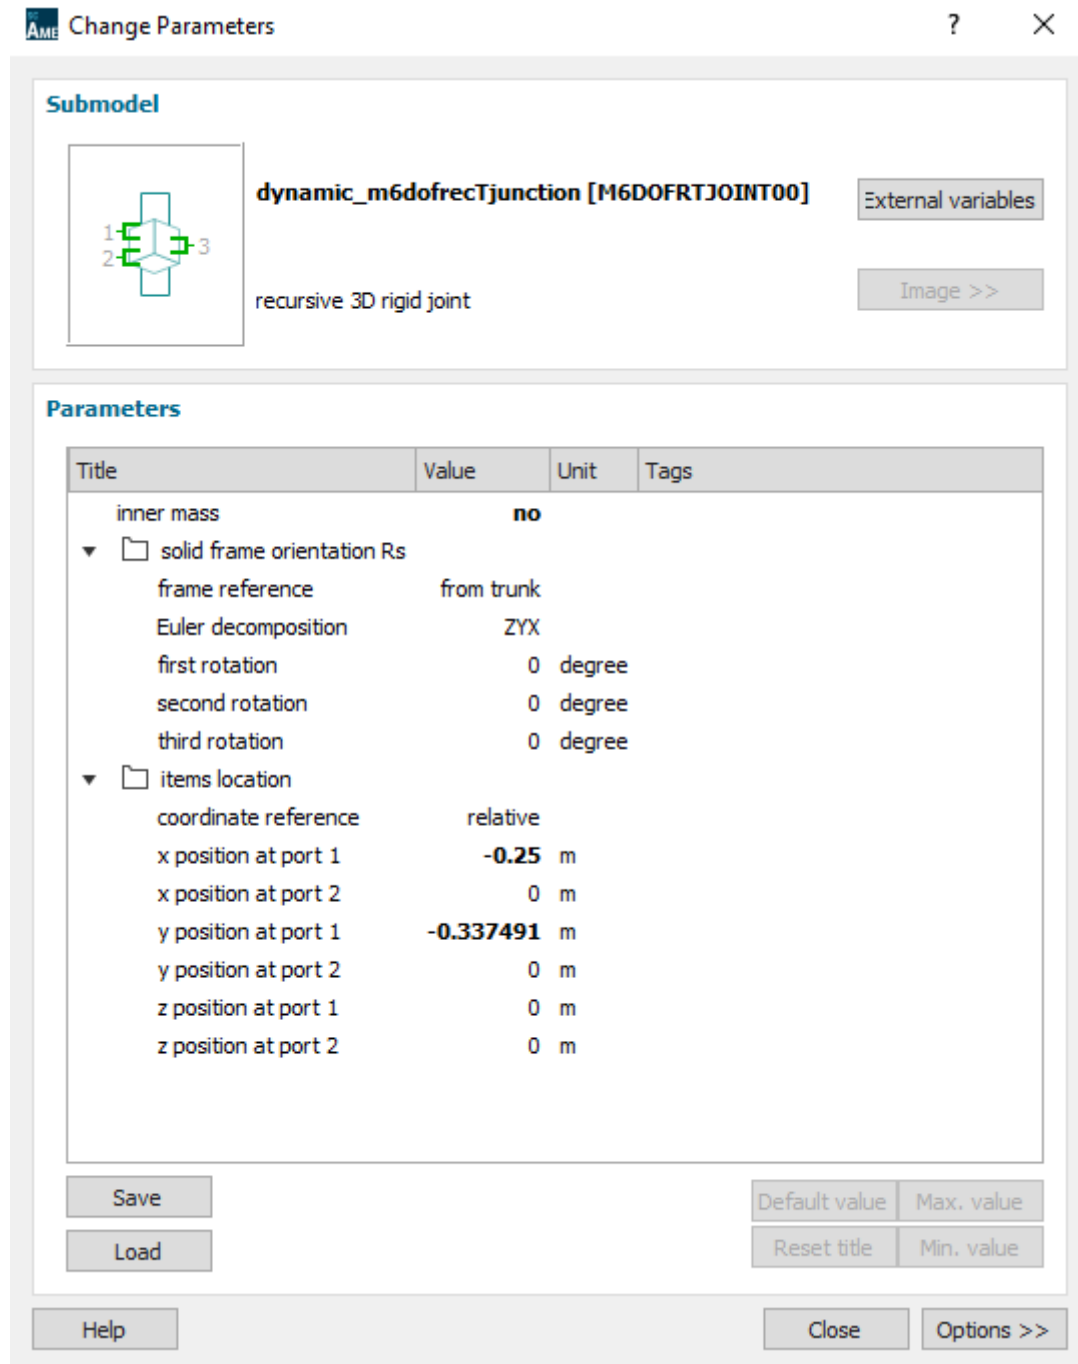 SC
AME Change Parameters ? ×
Submodel
dynamic_m6dofrecTjunction [M6DOFRTJOINT00]
External variables
1
2
3
recursive 3D rigid joint
Image >>
Parameters
Title Value Unit Tags
inner mass no
solid frame orientation Rs
frame reference from trunk
Euler decomposition ZYX
first rotation 0 degree
second rotation 0 degree
third rotation 0 degree
items location
coordinate reference relative
x position at port 1 -0.25 m
x position at port 2 0 m
y position at port 1 -0.337491 m
y position at port 2 0 m
z position at port 1 0 m
z position at port 2 0 m
Save Default value Max. value
Load Reset title Min. value
Help Close Options >>